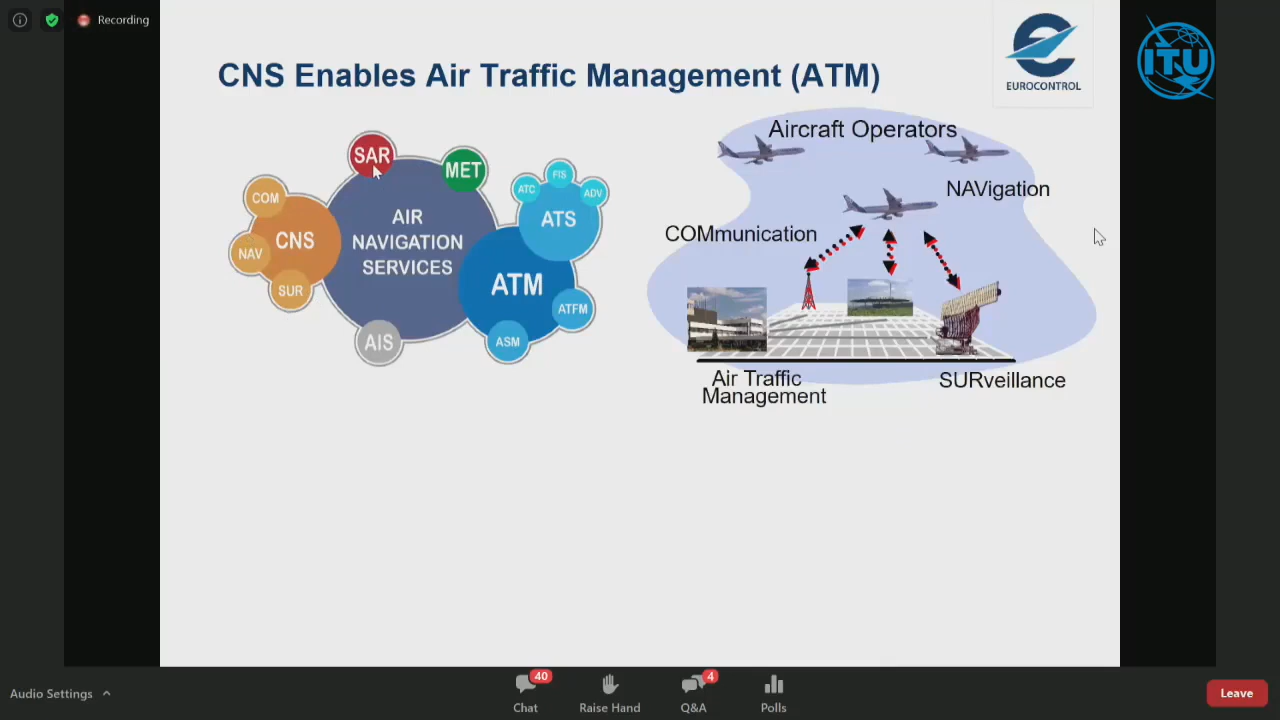 Recording
CNS Enables Air Traffic Management (ATM)
EUROCONTROL
ITU
SAR
MET
COM
CNS
NAV
SUR
AIR
NAVIGATION
SERVICES
AIS
ATC
FIS
ADV
ATS
ATM
ATFM
ASM
Aircraft Operators
NAVigation
COMmunication
Air Traffic
Management
SURveillance
Audio Settings
40
Chat
Raise Hand
4
Q&A
Polls
Leave